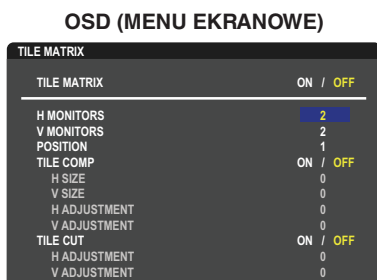 OSD (MENU EKRANOWE)
TILE MATRIX
TILE MATRIX ON / OFF
H MONITORS 2
V MONITORS 2
POSITION 1
TILE COMP ON / OFF
H SIZE 0
V SIZE 0
H ADJUSTMENT 0
V ADJUSTMENT 0
TILE CUT ON / OFF
H ADJUSTMENT 0
V ADJUSTMENT 0